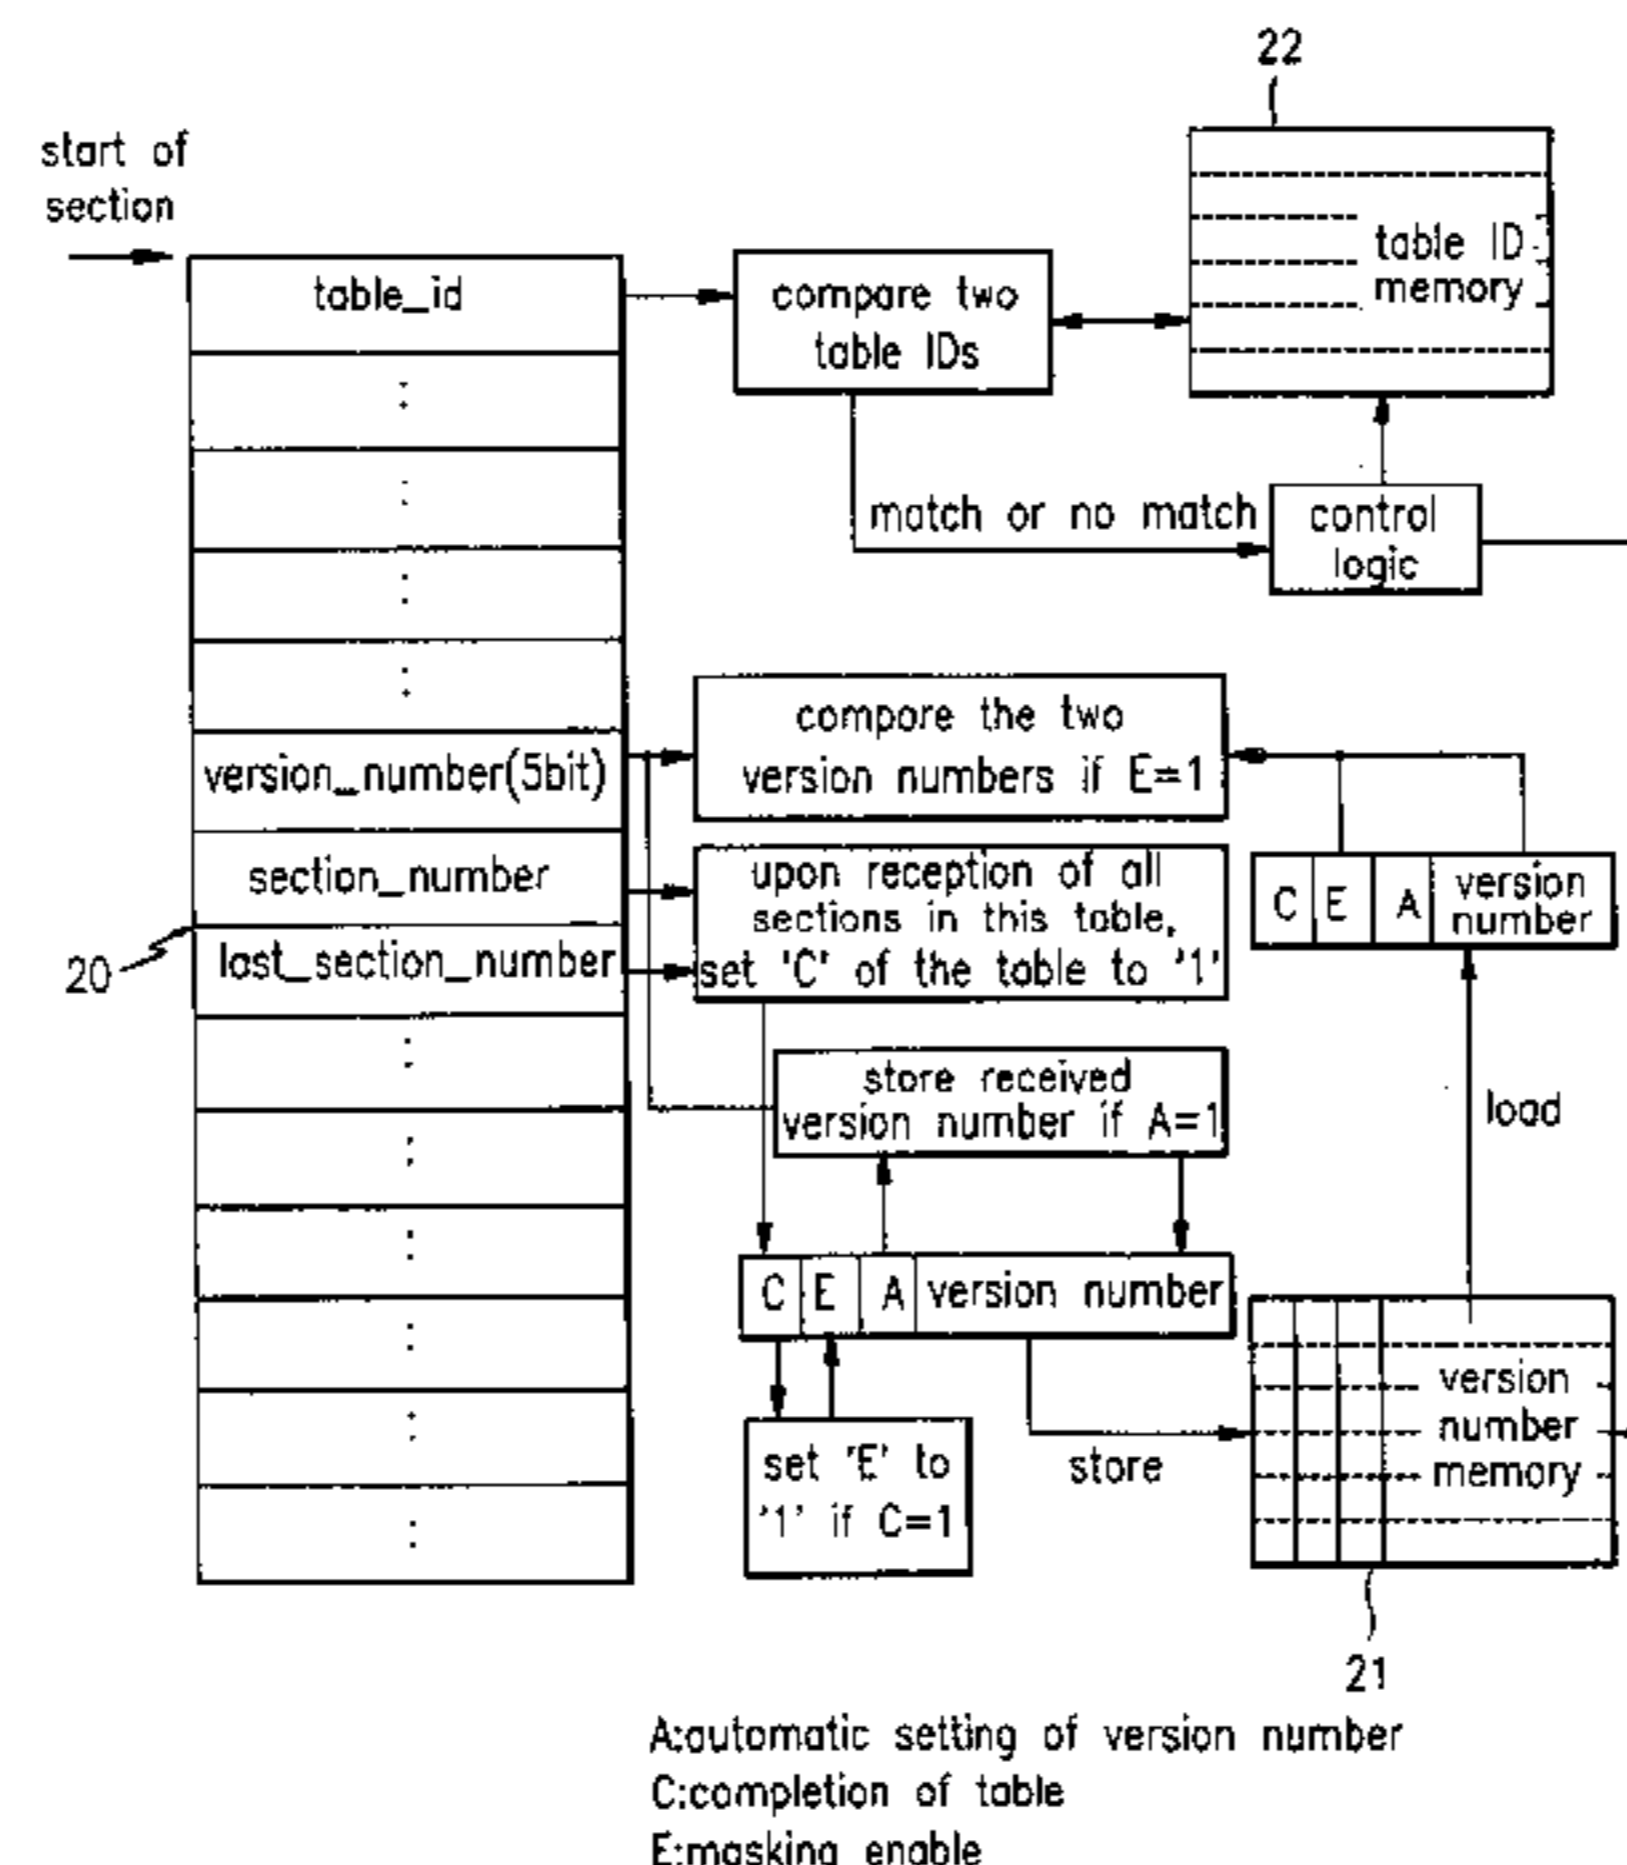 22
start of
section
table_id
compare two
table IDs
table ID
memory
match or no match
control
logic
version_number(5bit)
compore the two
version numbers if E=1
section_number
last_section_number
20
upon reception of all
sections in this table,
set 'C' of the table to '1'
C E A version
number
store received
version number if A=1
load
C E A version number
set 'E' to
'1' if C=1
store
version
number
memory
21
A:automatic setting of version number
C:completion of table
E:masking enable